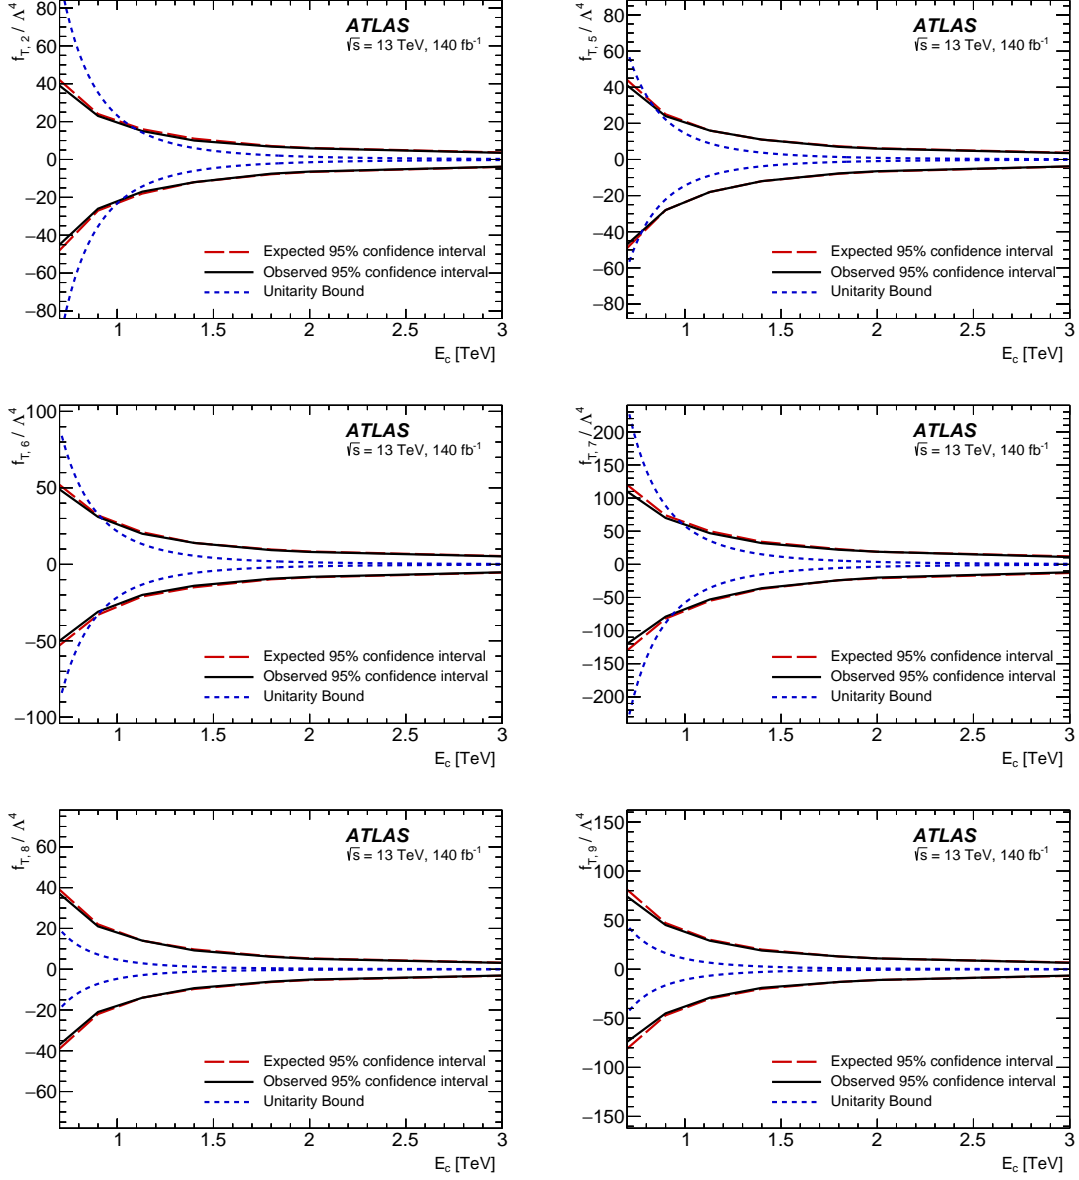 f_{T, 2} / Λ^4
80
60
40
20
0
−20
−40
−60
−80
ATLAS
√s = 13 TeV, 140 fb^{-1}
Expected 95% confidence interval
Observed 95% confidence interval
Unitarity Bound
1 1.5 2 2.5 3
E_c [TeV]
f_{T, 5} / Λ^4
80
60
40
20
0
−20
−40
−60
−80
ATLAS
√s = 13 TeV, 140 fb^{-1}
Expected 95% confidence interval
Observed 95% confidence interval
Unitarity Bound
1 1.5 2 2.5 3
E_c [TeV]
f_{T, 6} / Λ^4
100
50
0
−50
−100
ATLAS
√s = 13 TeV, 140 fb^{-1}
Expected 95% confidence interval
Observed 95% confidence interval
Unitarity Bound
1 1.5 2 2.5 3
E_c [TeV]
f_{T, 7} / Λ^4
200
150
100
50
0
−50
−100
−150
−200
ATLAS
√s = 13 TeV, 140 fb^{-1}
Expected 95% confidence interval
Observed 95% confidence interval
Unitarity Bound
1 1.5 2 2.5 3
E_c [TeV]
f_{T, 8} / Λ^4
60
40
20
0
−20
−40
−60
ATLAS
√s = 13 TeV, 140 fb^{-1}
Expected 95% confidence interval
Observed 95% confidence interval
Unitarity Bound
1 1.5 2 2.5 3
E_c [TeV]
f_{T, 9} / Λ^4
150
100
50
0
−50
−100
−150
ATLAS
√s = 13 TeV, 140 fb^{-1}
Expected 95% confidence interval
Observed 95% confidence interval
Unitarity Bound
1 1.5 2 2.5 3
E_c [TeV]